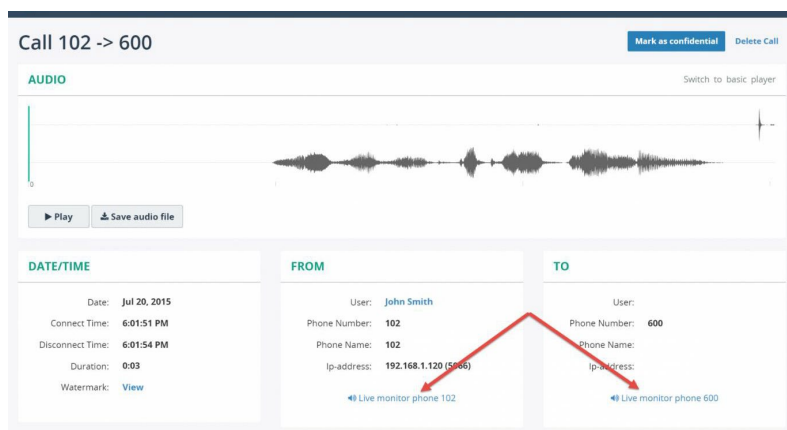 Call 102 -> 600
Mark as confidential
Delete Call
AUDIO
Switch to basic player
0
Play
Save audio file
DATE/TIME
Date: Jul 20, 2015
Connect Time: 6:01:51 PM
Disconnect Time: 6:01:54 PM
Duration: 0:03
Watermark: View
FROM
User: John Smith
Phone Number: 102
Phone Name: 102
Ip-address: 192.168.1.120 (5066)
Live monitor phone 102
TO
User:
Phone Number: 600
Phone Name:
Ip-address:
Live monitor phone 600